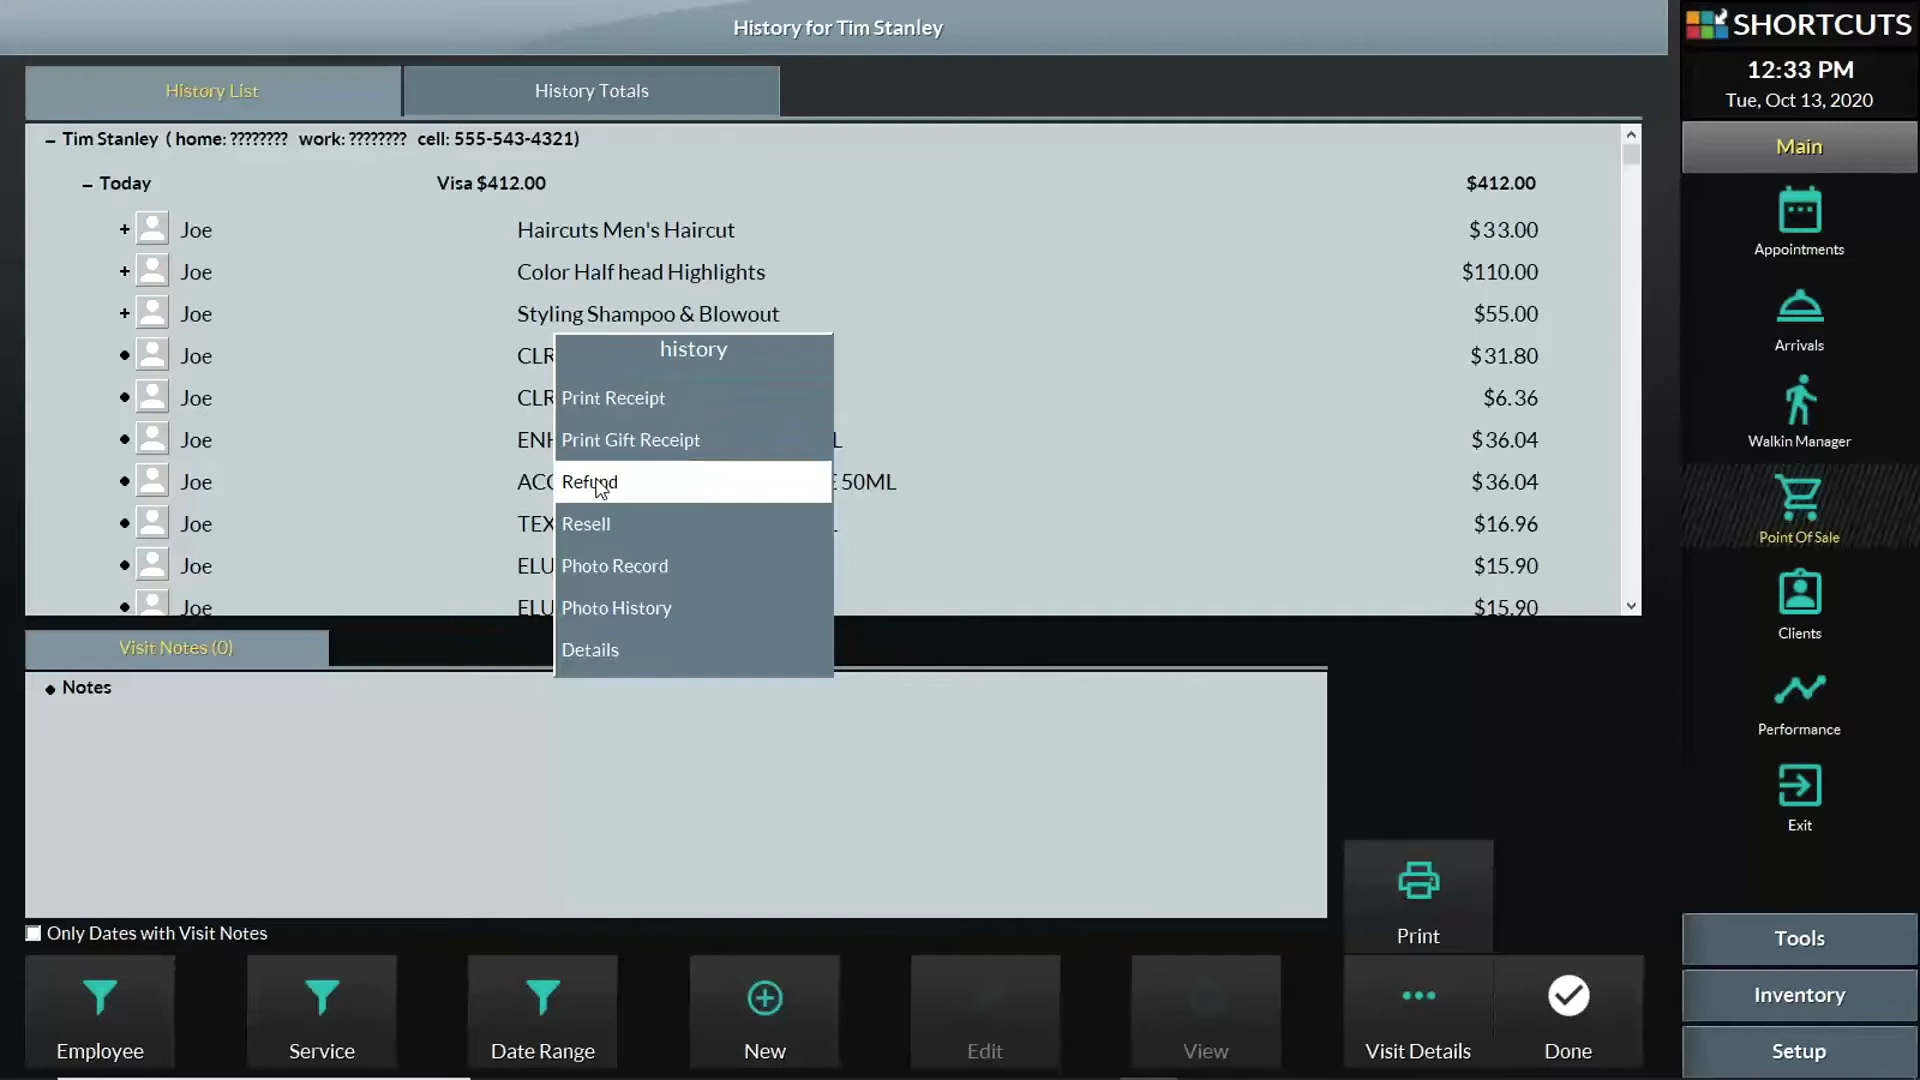 History for Tim Stanley
SHORTCUTS
12:33 PM
Tue, Oct 13, 2020
History List
History Totals
Main
– Tim Stanley ( home: ???????? work: ???????? cell: 555-543-4321)
– Today Visa $412.00 $412.00
+ Joe Haircuts Men's Haircut $33.00
+ Joe Color Half head Highlights $110.00
+ Joe Styling Shampoo & Blowout $55.00
• Joe CLR $31.80
• Joe CLR $6.36
• Joe ENH L $36.04
• Joe ACC E 50ML $36.04
• Joe TEX $16.96
• Joe ELU $15.90
• Joe ELU $15.90
history
Print Receipt
Print Gift Receipt
Refund
Resell
Photo Record
Photo History
Details
Visit Notes (0)
• Notes
Only Dates with Visit Notes
Employee
Service
Date Range
New
Edit
View
Print
Visit Details
Done
Appointments
Arrivals
Walkin Manager
Point Of Sale
Clients
Performance
Exit
Tools
Inventory
Setup